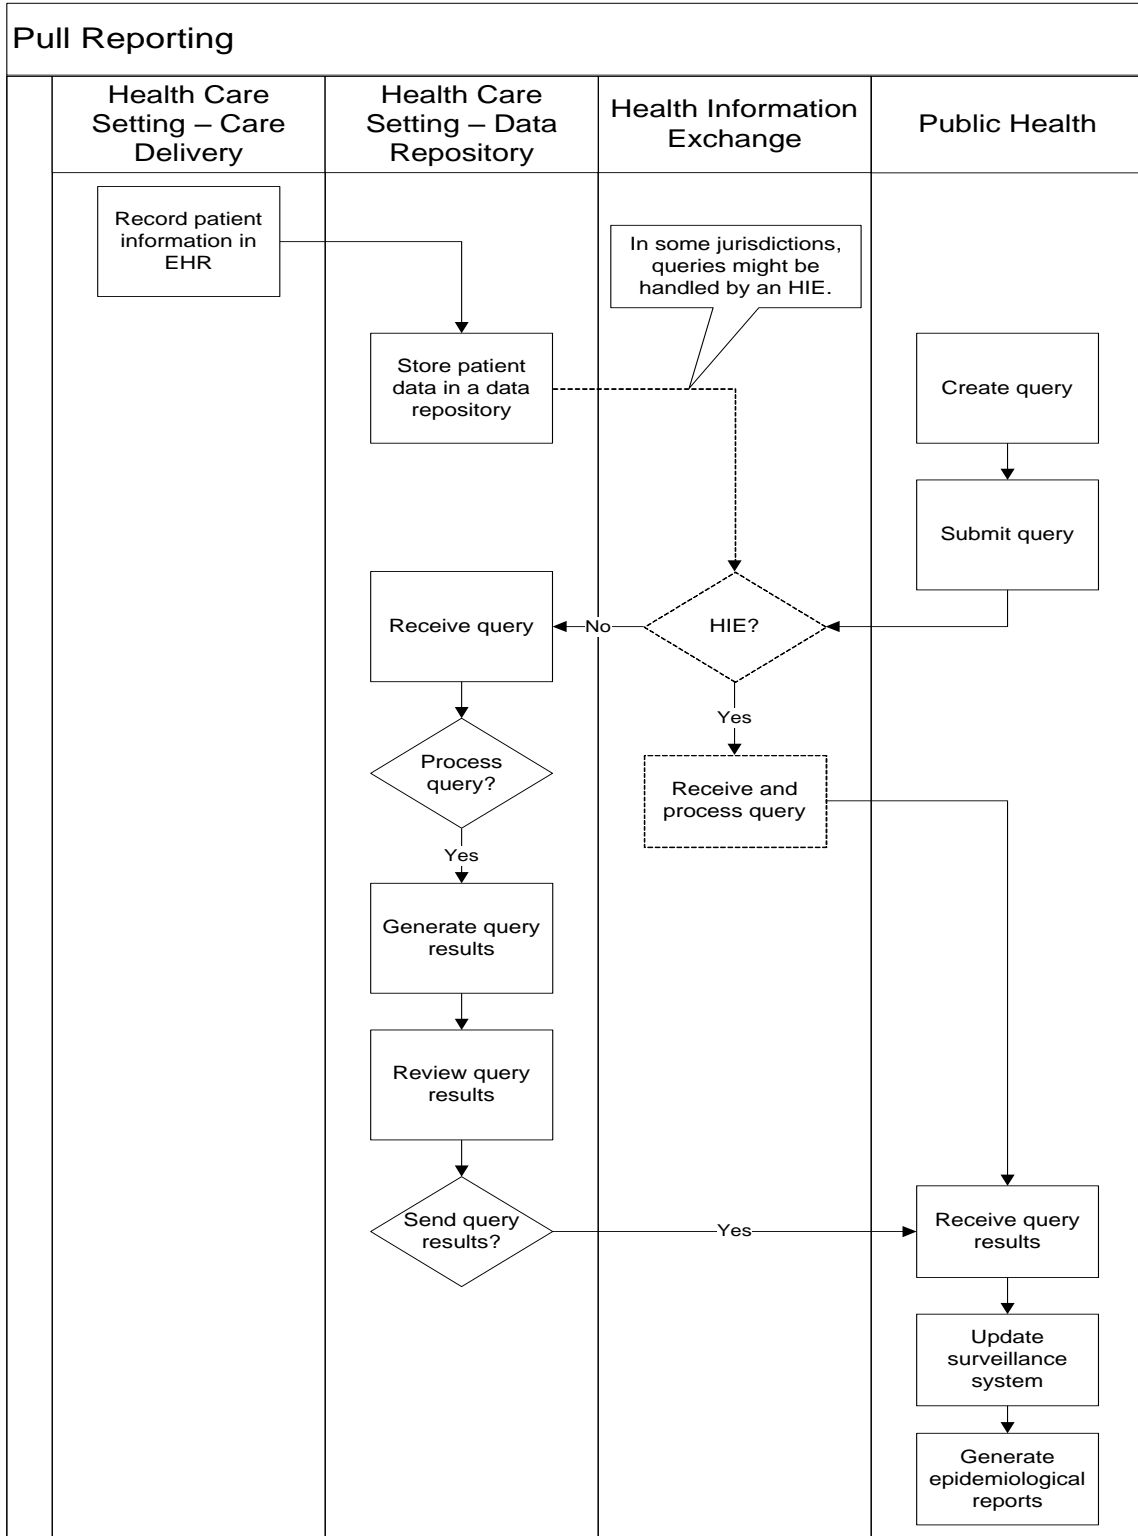 Pull Reporting
Health Care
Setting – Care
Delivery
Health Care
Setting – Data
Repository
Health Information
Exchange
Public Health
Record patient
information in
EHR
In some jurisdictions,
queries might be
handled by an HIE.
Store patient
data in a data
repository
Create query
Submit query
Receive query
No
HIE?
Yes
Process
query?
Receive and
process query
Yes
Generate query
results
Review query
results
Send query
results?
Yes
Receive query
results
Update
surveillance
system
Generate
epidemiological
reports